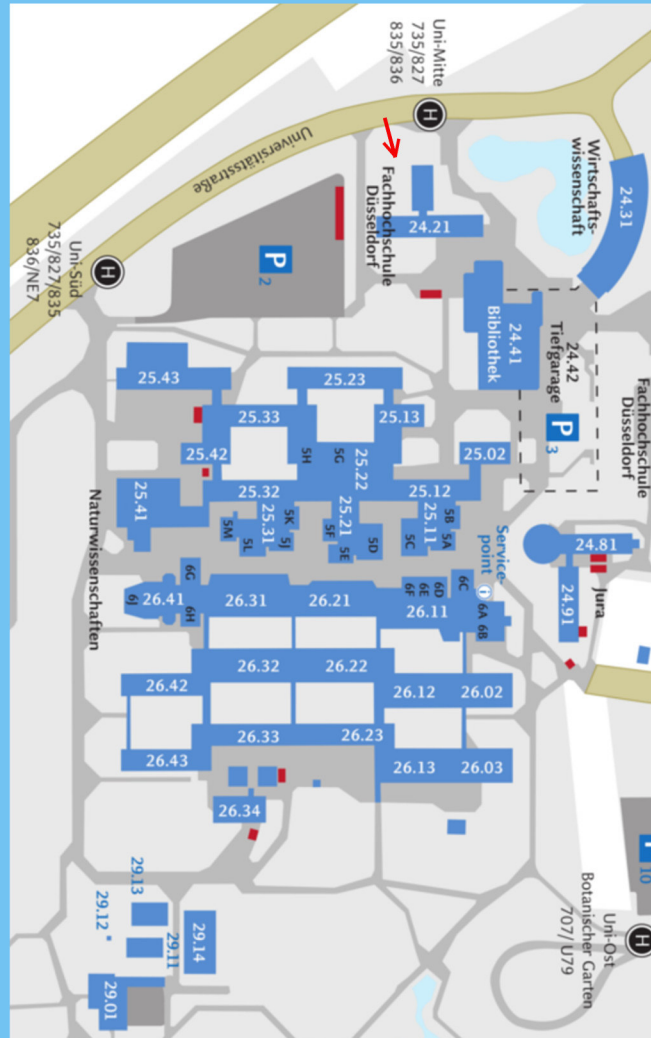 Uni-Mitte
735/827
835/836
Universitätsstraße
Uni-Süd
735/827/835
836/NE7
Fachhochschule
Düsseldorf
Wirtschafts-
wissenschaft
24.31
24.21
P
2
24.41
Bibliothek
24.42
Tiefgarage
P
3
Fachhochschule
Düsseldorf
25.43
25.23
25.33
25.13
25.42
5H
5G
25.22
25.02
25.32
25.12
25.41
5M
5L
25.31
5K
5J
5F
25.21
5E
5D
5C
25.11
5B
5A
Service-
point
i
24.81
24.91
Jura
Naturwissenschaften
6G
6J
26.41
6H
26.31
26.21
6F
6E
6D
6C
26.11
6A
6B
26.32
26.22
26.42
26.12
26.02
26.33
26.23
26.43
26.13
26.03
26.34
10
Uni-Ost
Botanischer Garten
707/ U79
29.13
29.12
29.11
29.14
29.01
H
H
H